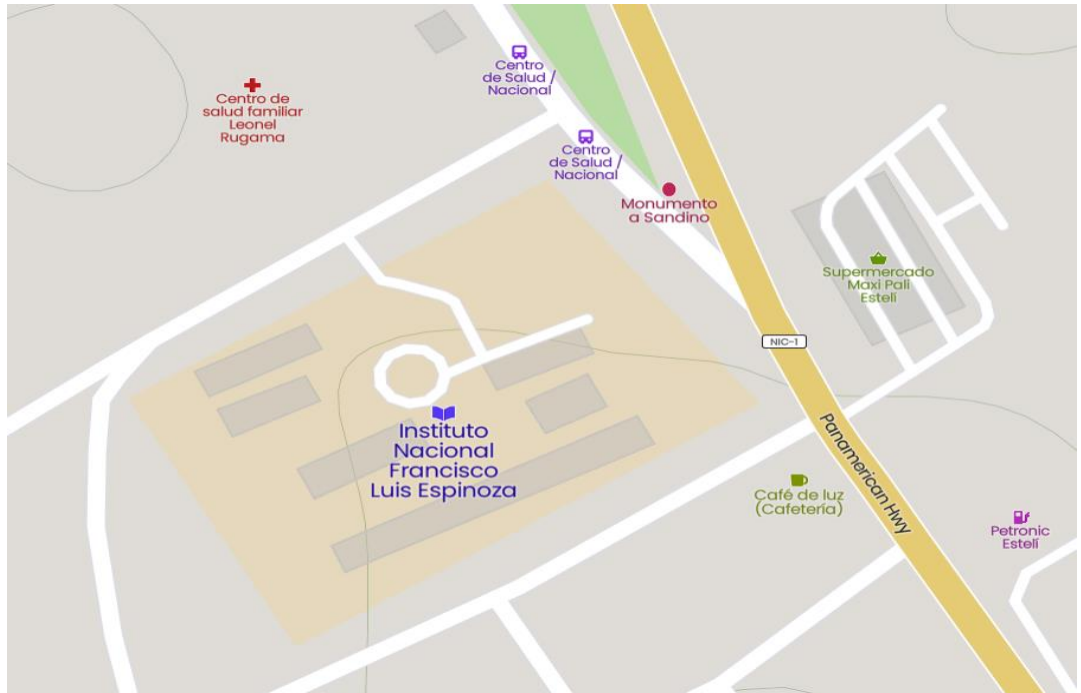 Centro
de Salud /
Nacional
Centro de
salud familiar
Leonel
Rugama
Centro
de Salud /
Nacional
Monumento
a Sandino
Supermercado
Maxi Pali
Estelí
NIC-1
Instituto
Nacional
Francisco
Luis Espinoza
Panamerican Hwy
Café de luz
(Cafetería)
Petronic
Estelí